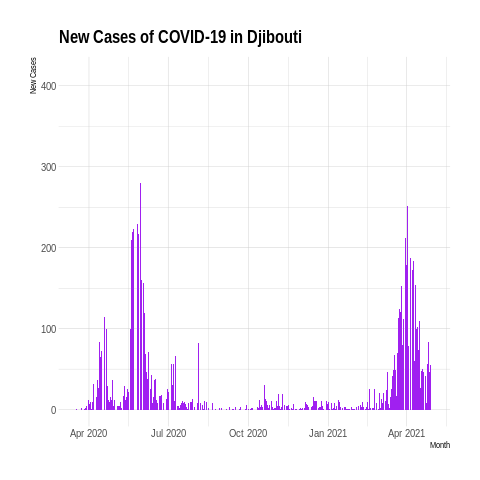 New Cases of COVID-19 in Djibouti
New Cases
400
300
200
100
0
Apr 2020
Jul 2020
Oct 2020
Jan 2021
Apr 2021
Month